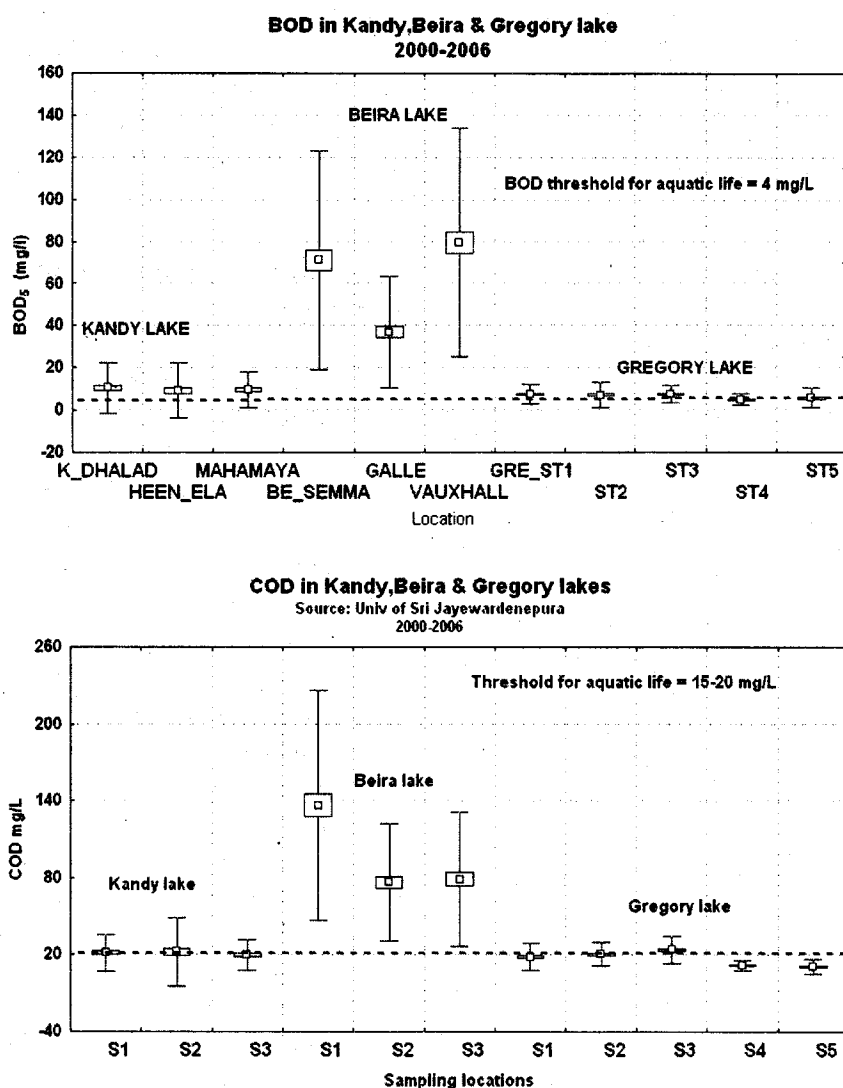 BOD in Kandy,Beira & Gregory lake
2000-2006
160
140
120
100
80
60
40
20
0
-20
BOD5 (mg/l)
BEIRA LAKE
BOD threshold for aquatic life = 4 mg/L
KANDY LAKE
GREGORY LAKE
K_DHALAD MAHAMAYA GALLE GRE_ST1 ST3 ST5
HEEN_ELA BE_SEMMA VAUXHALL ST2 ST4
Location
COD in Kandy,Beira & Gregory lakes
Source: Univ of Sri Jayewardenepura
2000-2006
260
200
140
80
20
-40
COD mg/L
Threshold for aquatic life = 15-20 mg/L
Beira lake
Kandy lake
Gregory lake
S1 S2 S3 S1 S2 S3 S1 S2 S3 S4 S5
Sampling locations